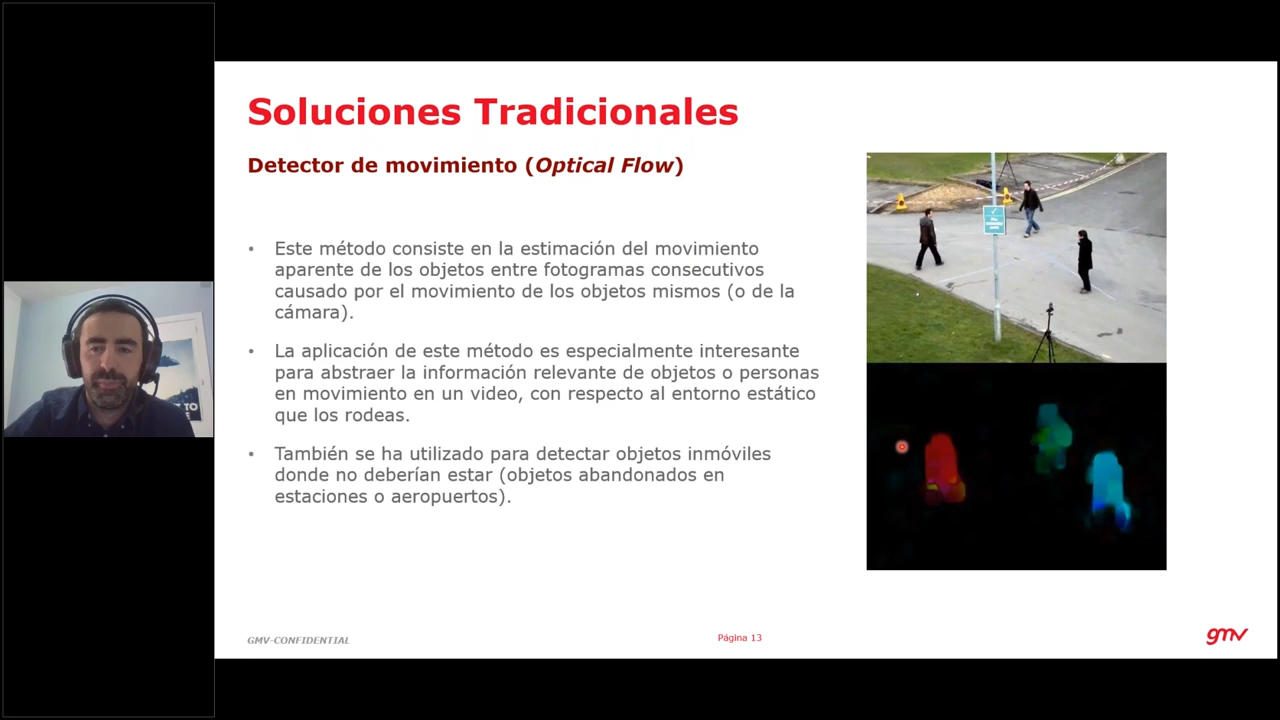 Soluciones Tradicionales
Detector de movimiento (Optical Flow)
• Este método consiste en la estimación del movimiento
aparente de los objetos entre fotogramas consecutivos
causado por el movimiento de los objetos mismos (o de la
cámara).
• La aplicación de este método es especialmente interesante
para abstraer la información relevante de objetos o personas
en movimiento en un video, con respecto al entorno estático
que los rodeas.
• También se ha utilizado para detectar objetos inmóviles
donde no deberían estar (objetos abandonados en
estaciones o aeropuertos).
GMV-CONFIDENTIAL
Página 13
gmv